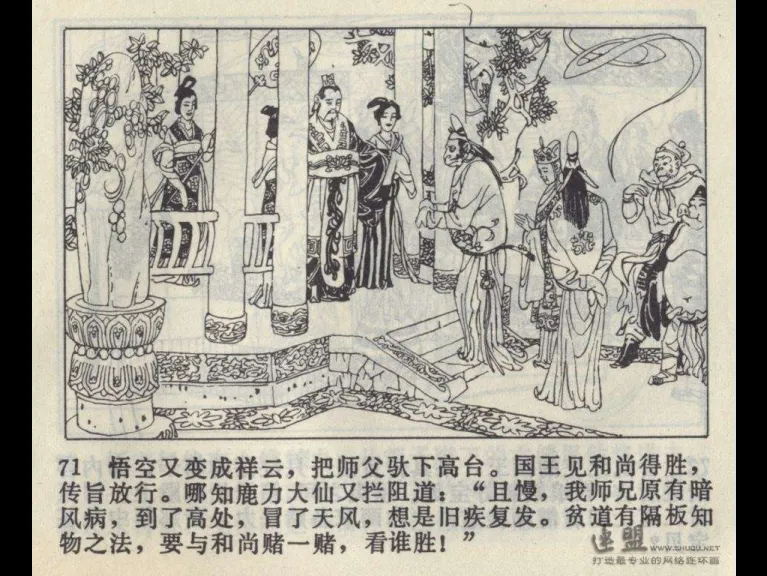 71 悟空又变成祥云，把师父驮下高台。国王见和尚得胜，
传旨放行。哪知鹿力大仙又拦阻道：“且慢，我师兄原有暗
风病，到了高处，冒了天风，想是旧疾复发。贫道有隔板知
物之法，要与和尚赌一赌，看谁胜！”
连盟 WWW.SHUQU.NET
打造最专业的网络连环画